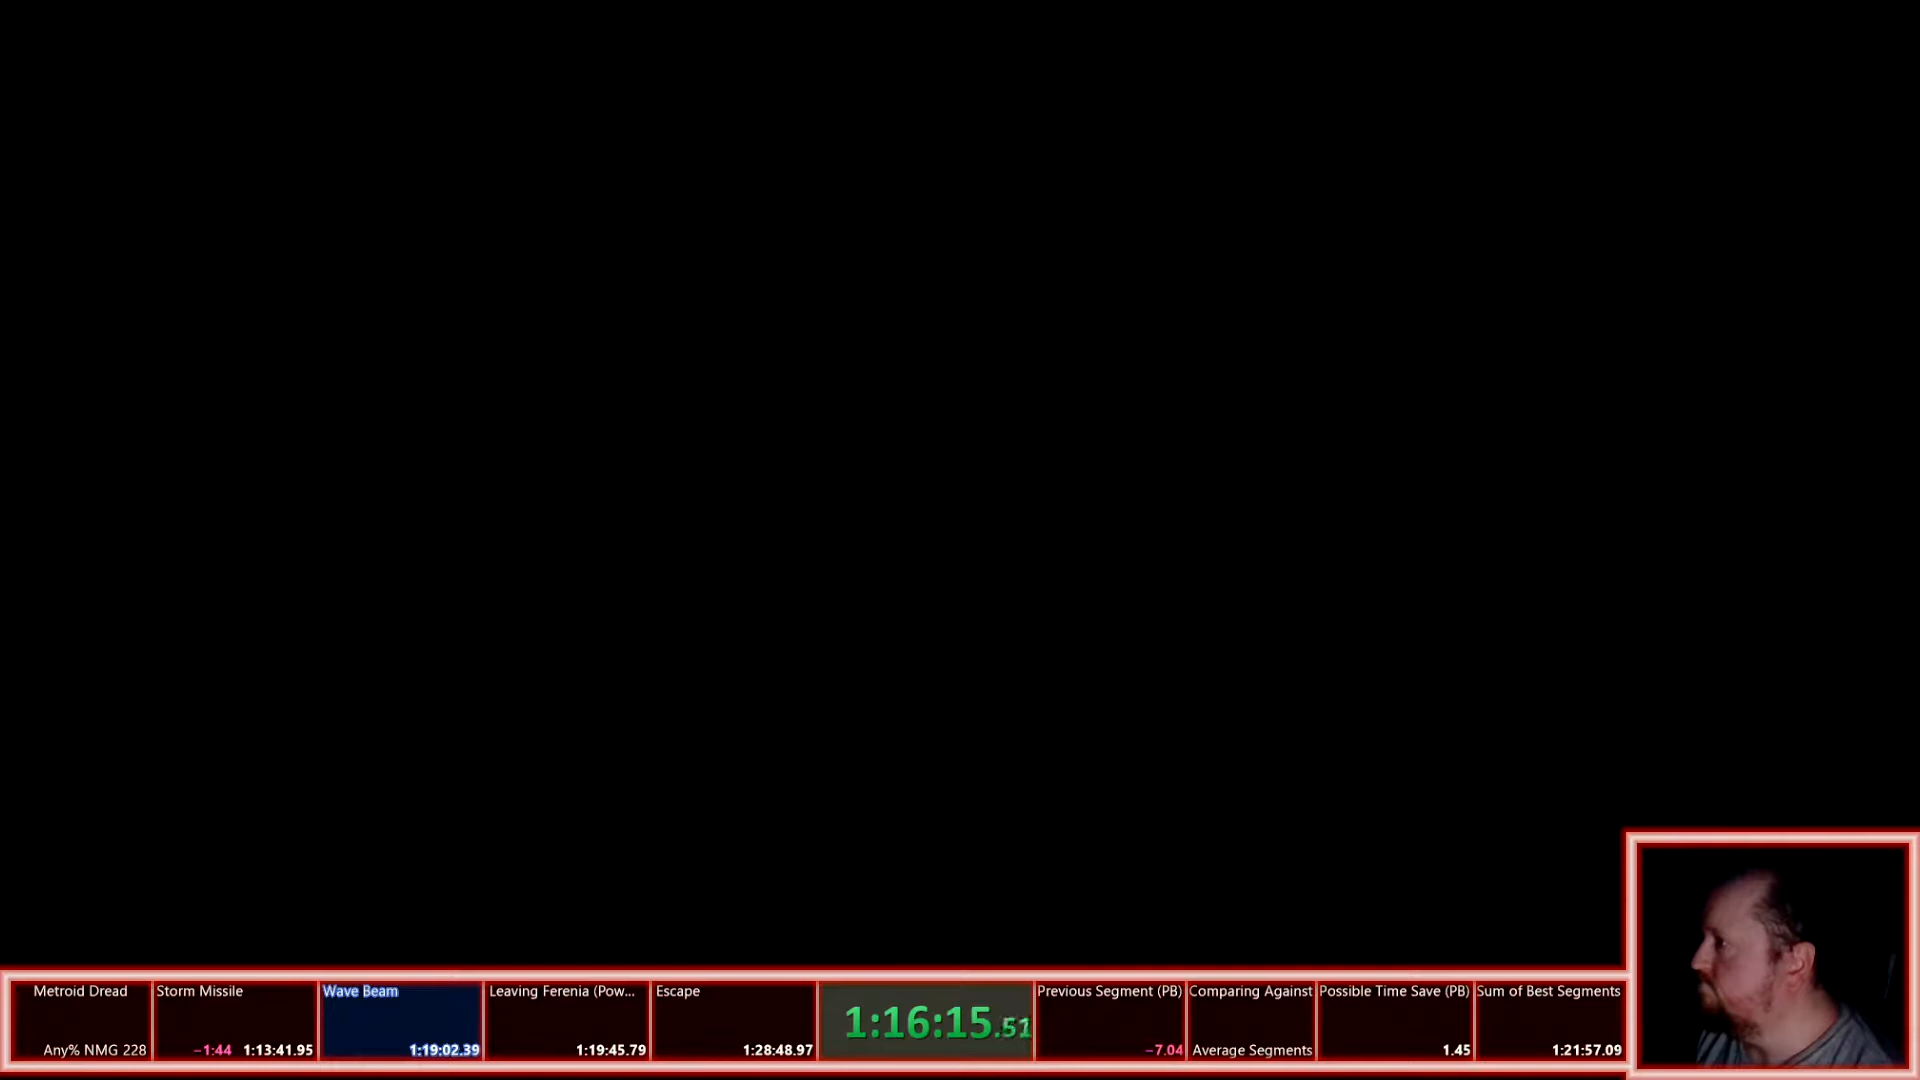 Metroid Dread
Any% NMG 228
Storm Missile
−1:44 1:13:41.95
Wave Beam
1:19:02.39
Leaving Ferenia (Pow...
1:19:45.79
Escape
1:28:48.97
1:16:15.51
Previous Segment (PB)
−7.04
Comparing Against
Average Segments
Possible Time Save (PB)
1.45
Sum of Best Segments
1:21:57.09